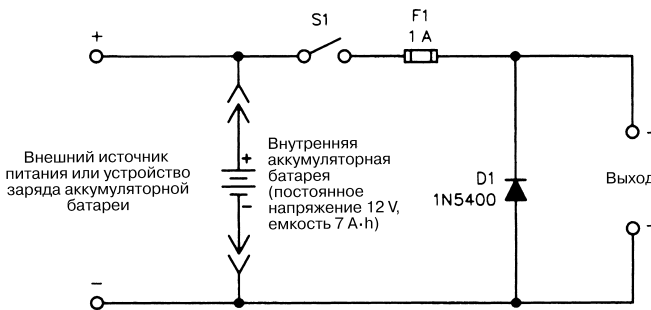 S1
F1
1 A
+
Внешний источник
питания или устройство
заряда аккумуляторной
батареи
+
Внутренняя
аккумуляторная
батарея
(постоянное
напряжение 12 V,
емкость 7 A·h)
−
D1
1N5400
Выход
−